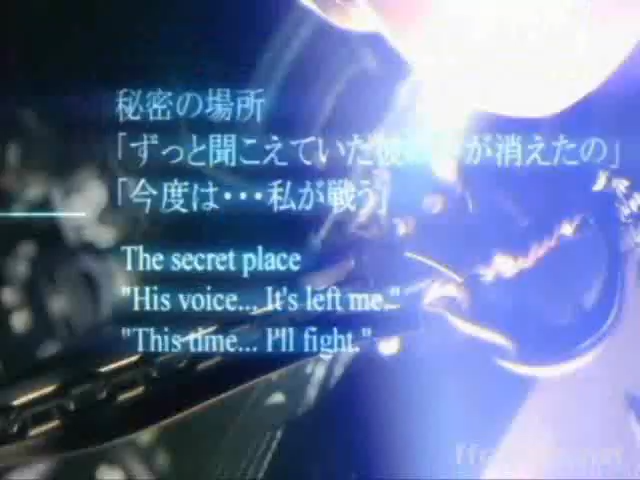 秘密の場所
「ずっと聞こえていた彼 が消えたの」
「今度は・・・私が戦う」
The secret place
"His voice... It's left me."
"This time... I'll fight."